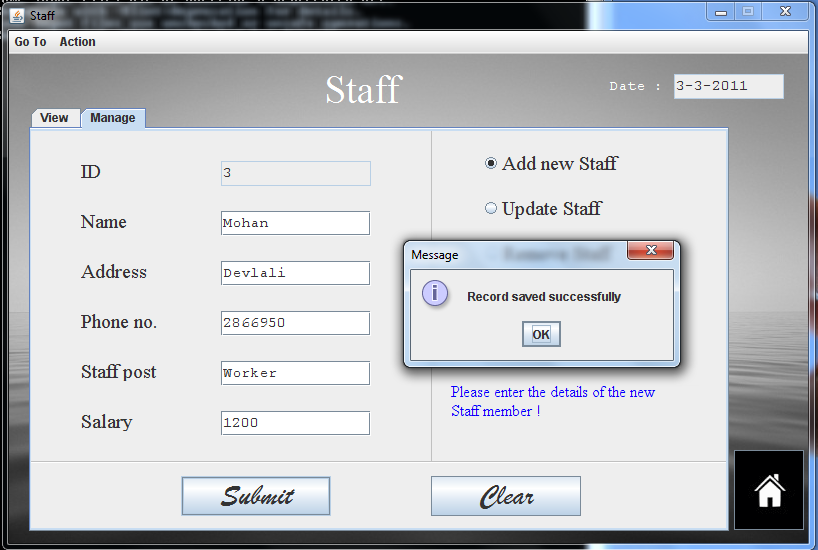 Staff
Go To Action
Staff
Date : 3-3-2011
View Manage
ID 3
Name Mohan
Address Devlali
Phone no. 2866950
Staff post Worker
Salary 1200
Add new Staff
Update Staff
Message
Record saved successfully
OK
Please enter the details of the new
Staff member !
Submit Clear